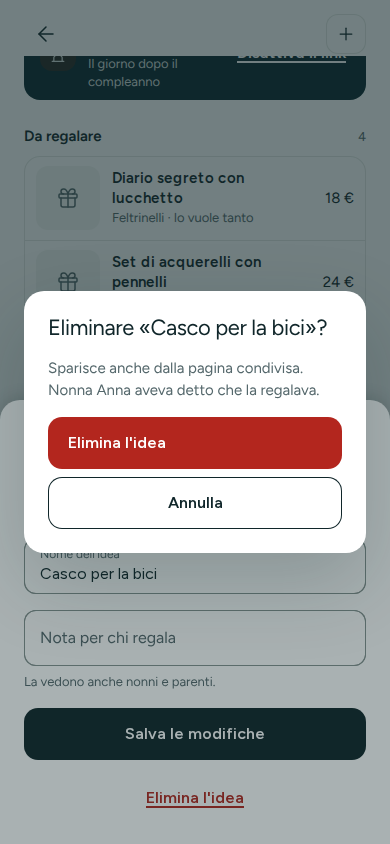 Il giorno dopo il
compleanno
Disattiva il link
Da regalare
4
Diario segreto con
lucchetto
Feltrinelli · lo vuole tanto
18 €
Set di acquerelli con
pennelli
24 €
Eliminare «Casco per la bici»?
Sparisce anche dalla pagina condivisa.
Nonna Anna aveva detto che la regalava.
Elimina l'idea
Annulla
Nome dell'idea
Casco per la bici
Nota per chi regala
La vedono anche nonni e parenti.
Salva le modifiche
Elimina l'idea